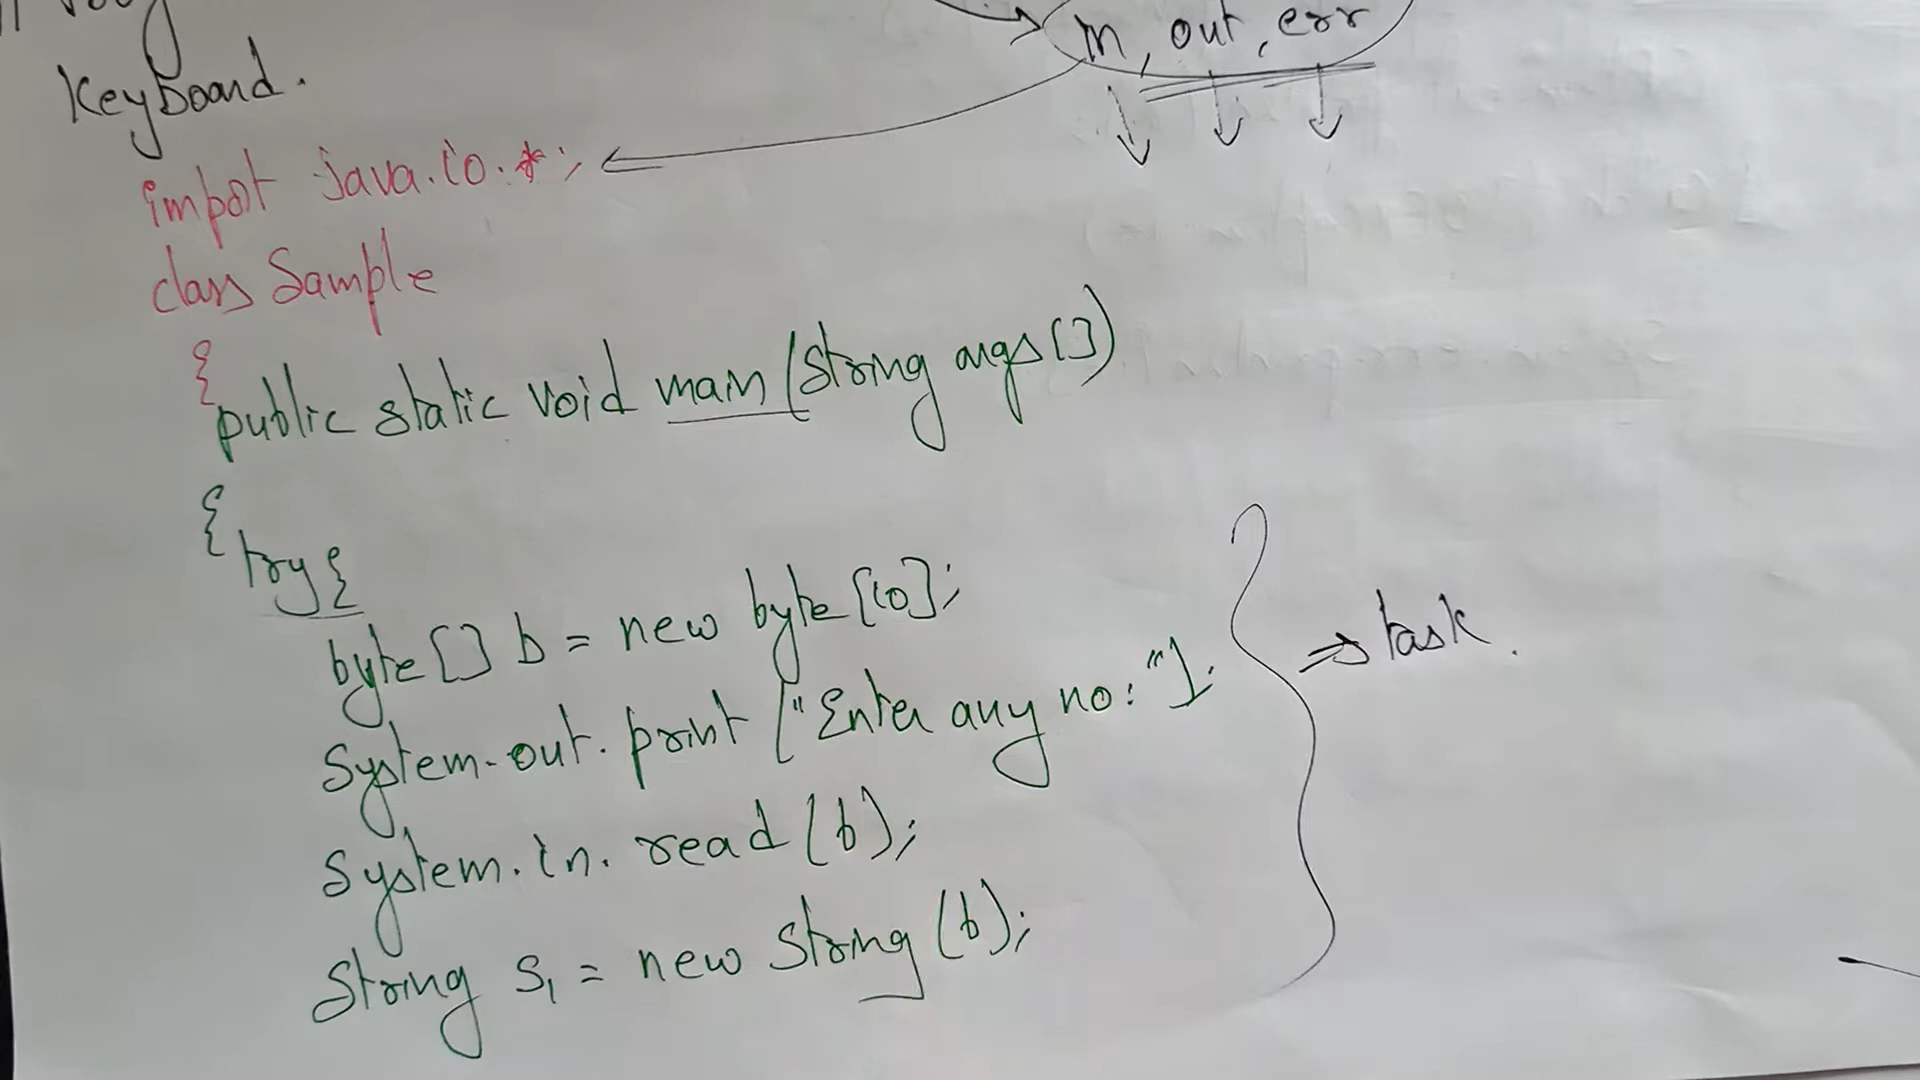 in, out, err
Keyboard.
impot java.io.*;
class Sample
{
public static void main (String args[])
{
try {
byte [] b = new byte [10];
System.out.print ("Enter any no: ");
⇒ task.
System.in.read (b);
String s1 = new String (b);